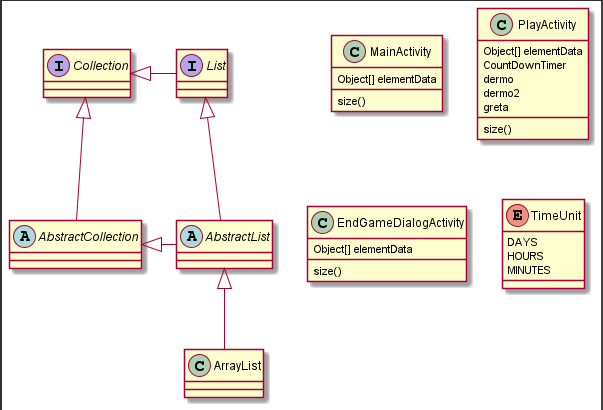 I Collection
I List
C MainActivity
Object[] elementData
size()
C PlayActivity
Object[] elementData
CountDownTimer
dermo
dermo2
greta
size()
A AbstractCollection
A AbstractList
C EndGameDialogActivity
Object[] elementData
size()
E TimeUnit
DAYS
HOURS
MINUTES
C ArrayList